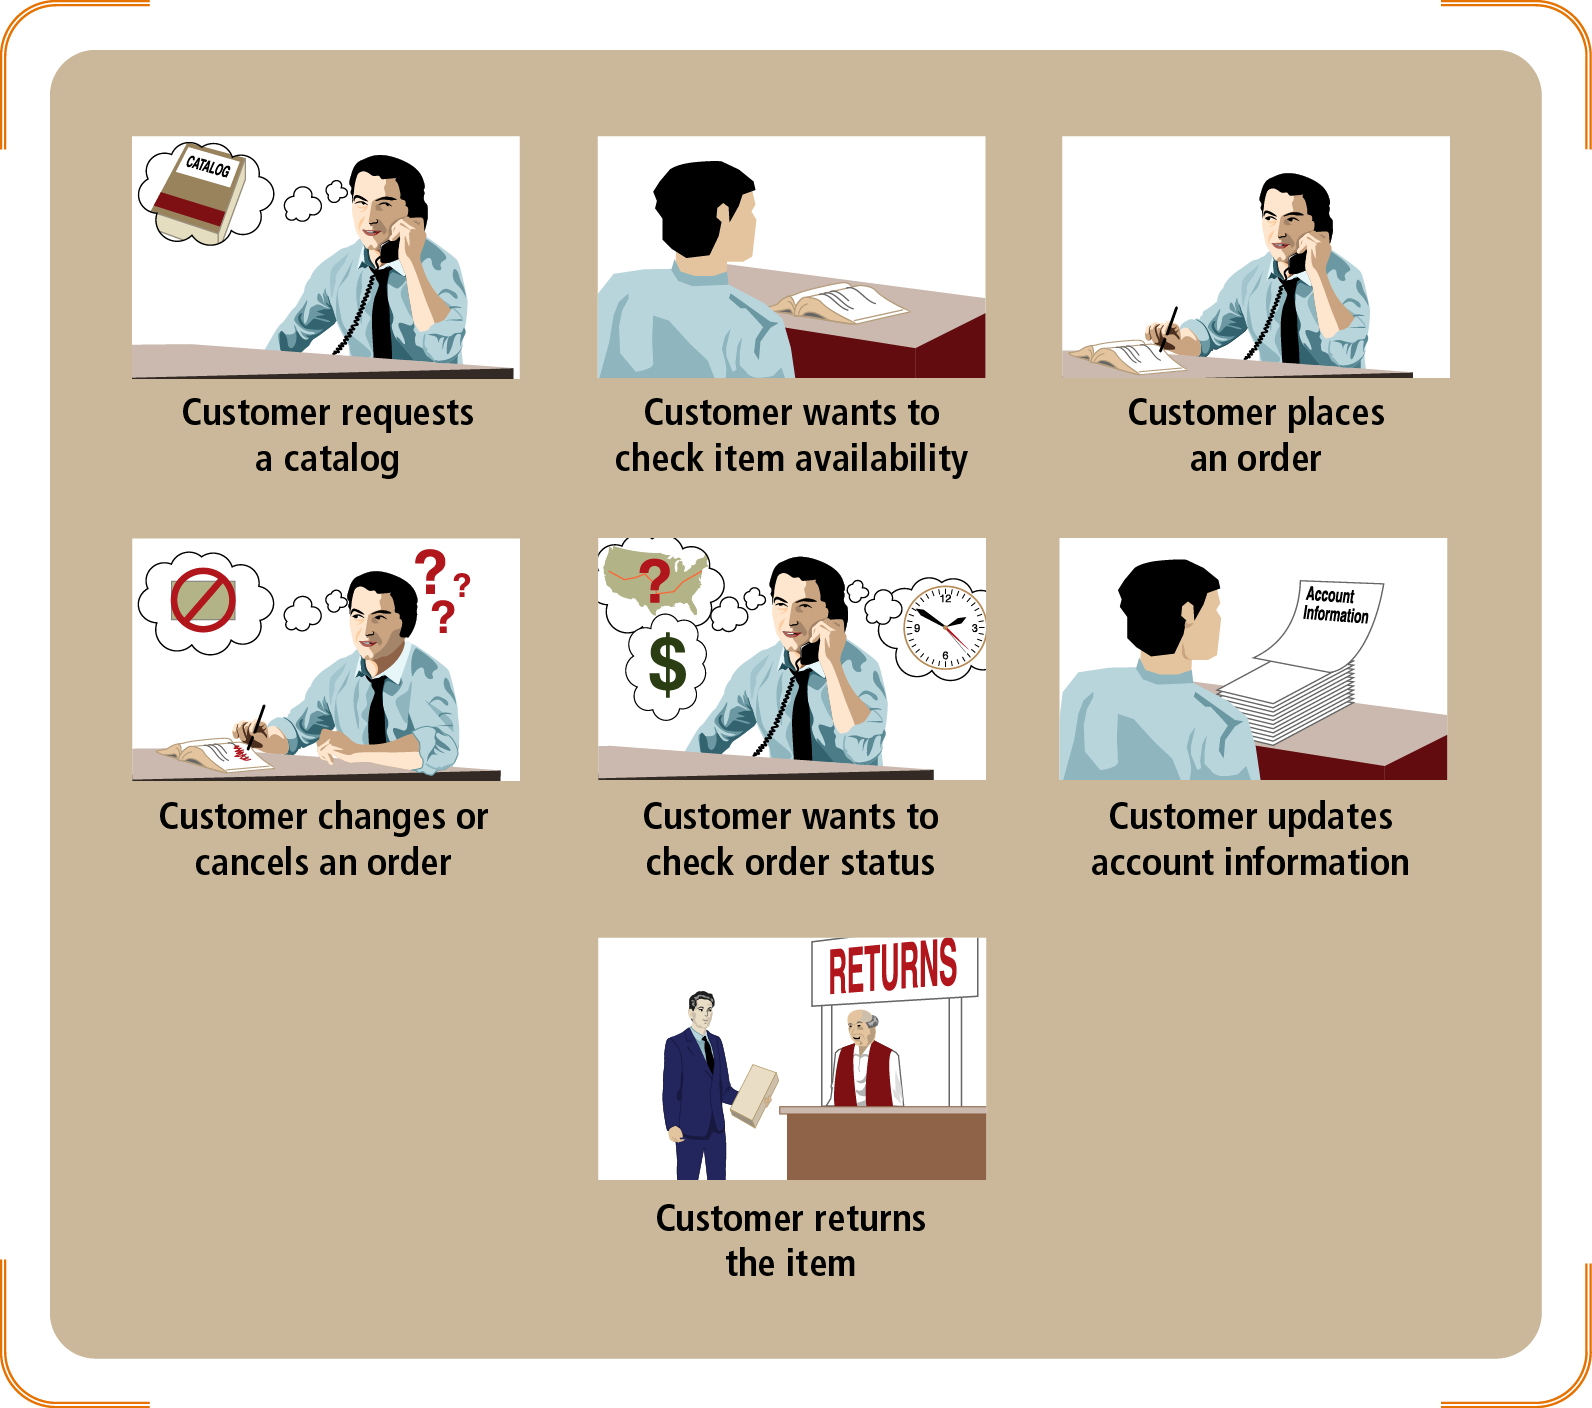 CATALOG
Customer requests
a catalog
Customer wants to
check item availability
Customer places
an order
? ? ?
Customer changes or
cancels an order
?
$
12
9 3
6
Customer wants to
check order status
Account
Information
Customer updates
account information
RETURNS
Customer returns
the item